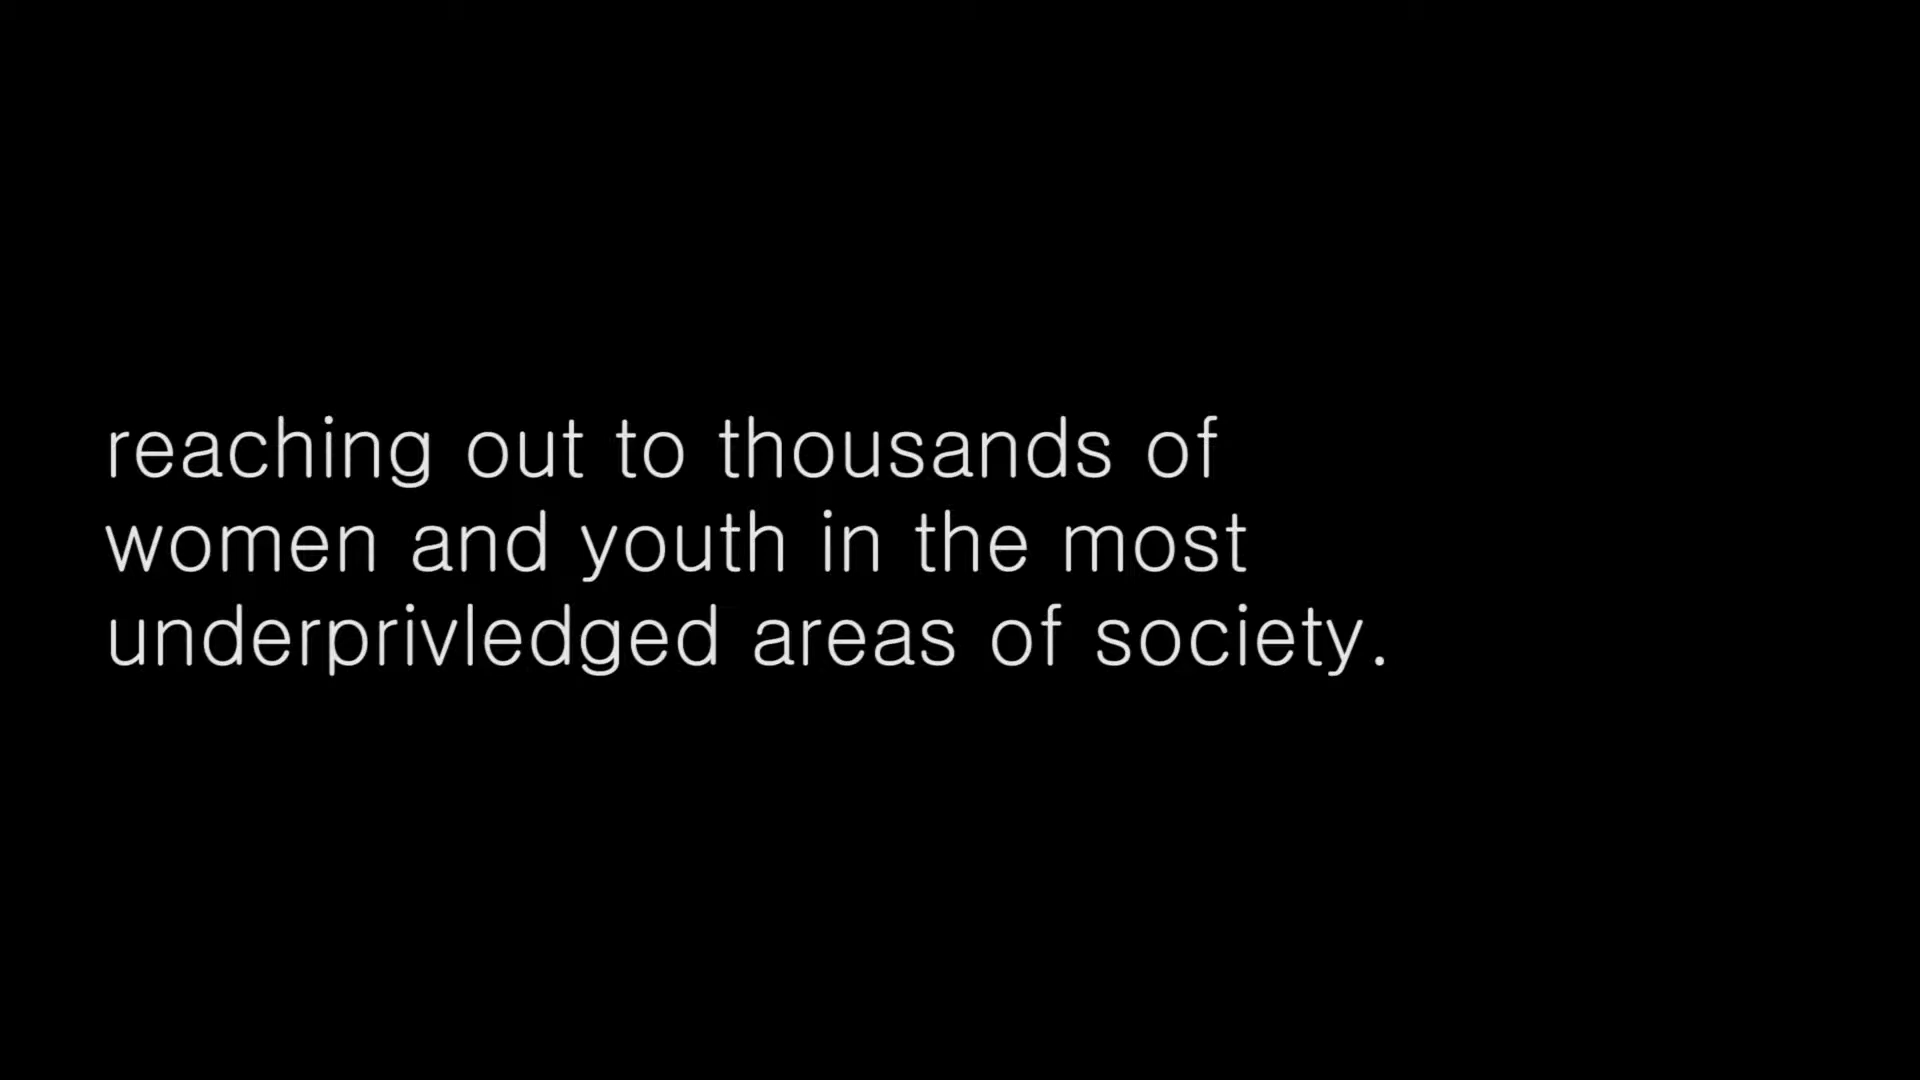 reaching out to thousands of
women and youth in the most
underprivledged areas of society.